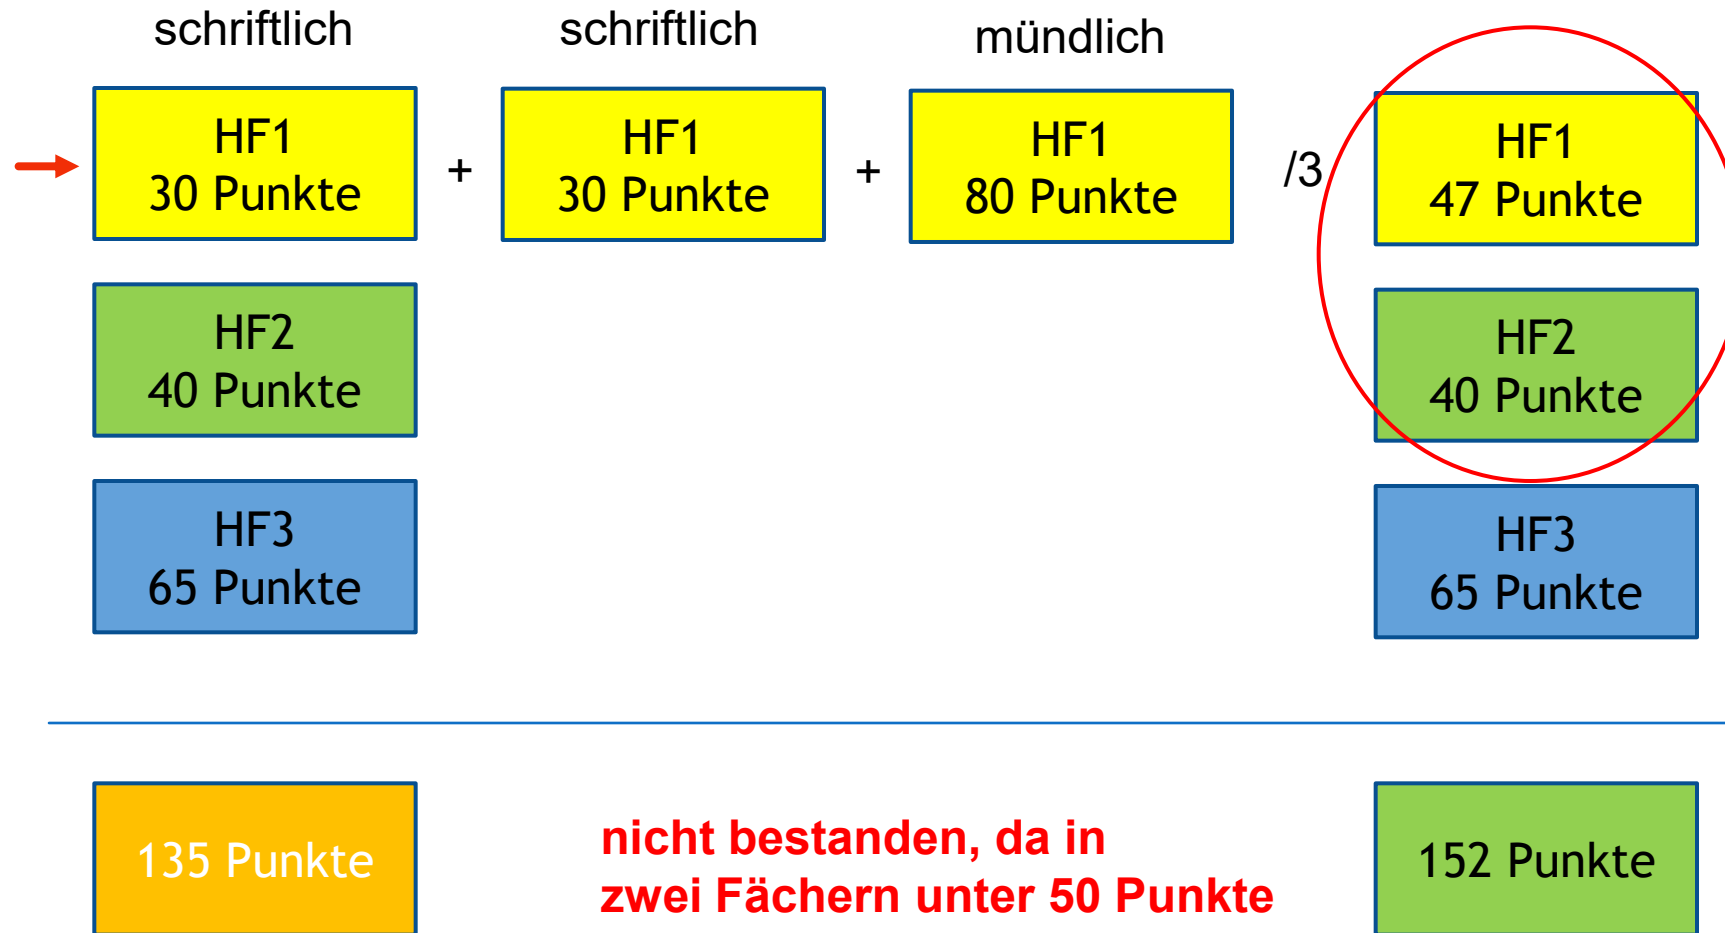 schriftlich
schriftlich
mündlich
HF1
30 Punkte
+
HF1
30 Punkte
+
HF1
80 Punkte
/3
HF1
47 Punkte
HF2
40 Punkte
HF2
40 Punkte
HF3
65 Punkte
HF3
65 Punkte
135 Punkte
nicht bestanden, da in
zwei Fächern unter 50 Punkte
152 Punkte